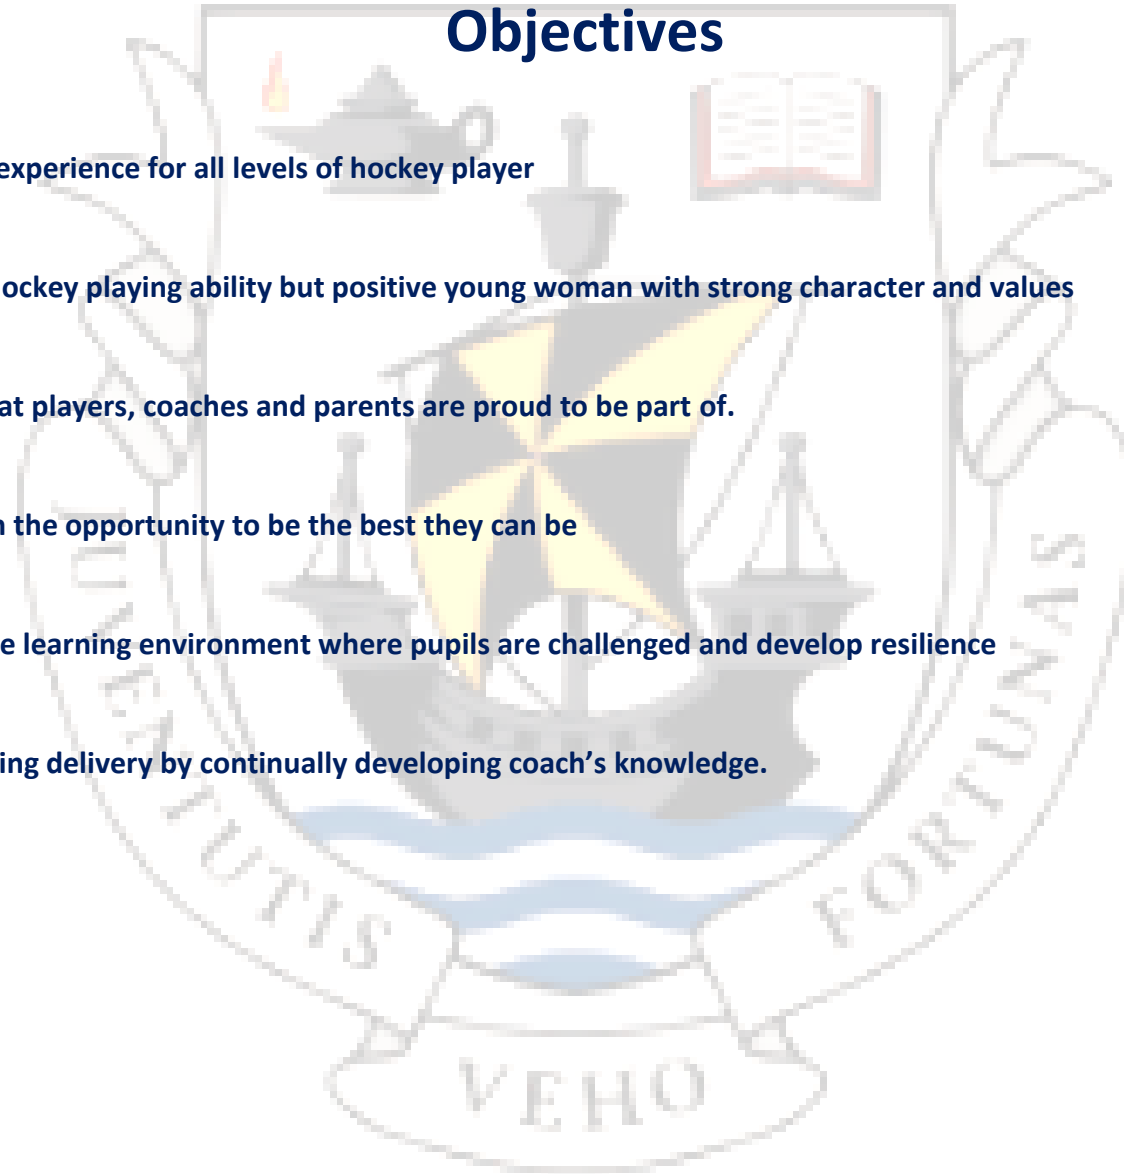 Objectives
experience for all levels of hockey player
ockey playing ability but positive young woman with strong character and values
at players, coaches and parents are proud to be part of.
the opportunity to be the best they can be
e learning environment where pupils are challenged and develop resilience
ing delivery by continually developing coach’s knowledge.
JUVENTUTIS
VEHO
FORTUNAS